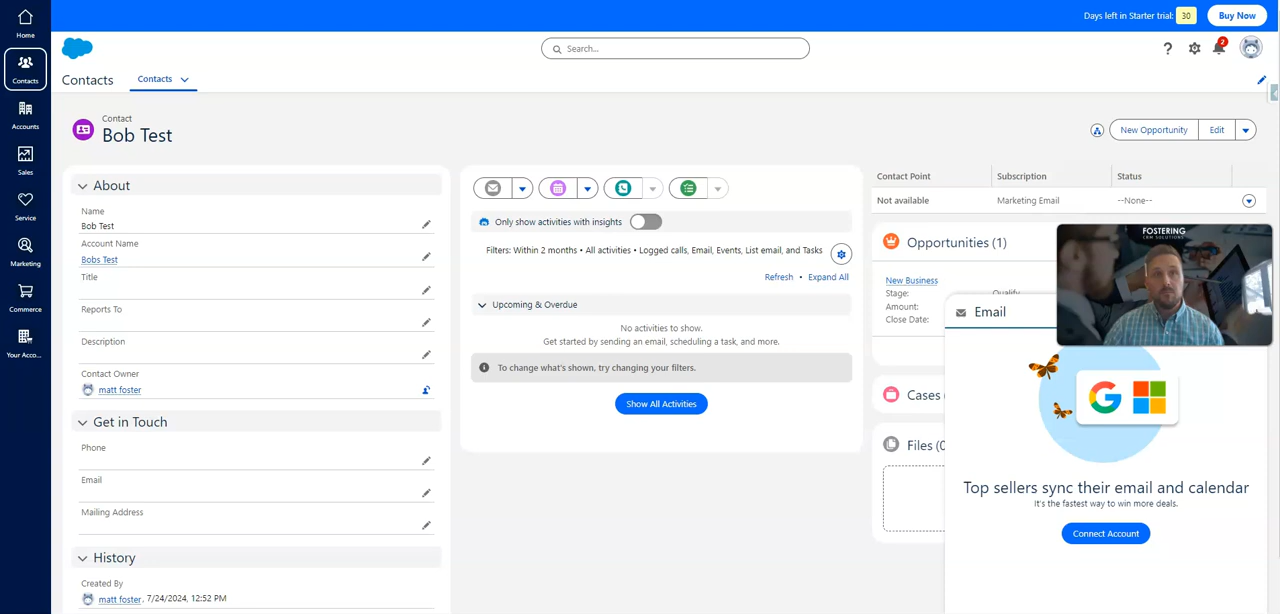 Days left in Starter trial: 30 Buy Now
Home
Search...
2
Contacts
Contacts Contacts
Accounts
Contact
Bob Test
New Opportunity Edit
Sales
Service
Marketing
Commerce
Your Acco...
About
Name
Bob Test
Account Name
Bobs Test
Title
Reports To
Description
Contact Owner
matt foster
Get in Touch
Phone
Email
Mailing Address
History
Created By
matt foster, 7/24/2024, 12:52 PM
Only show activities with insights
Filters: Within 2 months • All activities • Logged calls, Email, Events, List email, and Tasks
Refresh • Expand All
Upcoming & Overdue
No activities to show.
Get started by sending an email, scheduling a task, and more.
To change what's shown, try changing your filters.
Show All Activities
Contact Point Subscription Status
Not available Marketing Email --None--
Opportunities (1)
New Business
Stage: Qualify
Amount:
Close Date:
Cases (
Files (0
FOSTERING
CRM SOLUTIONS
Email
Top sellers sync their email and calendar
It's the fastest way to win more deals.
Connect Account